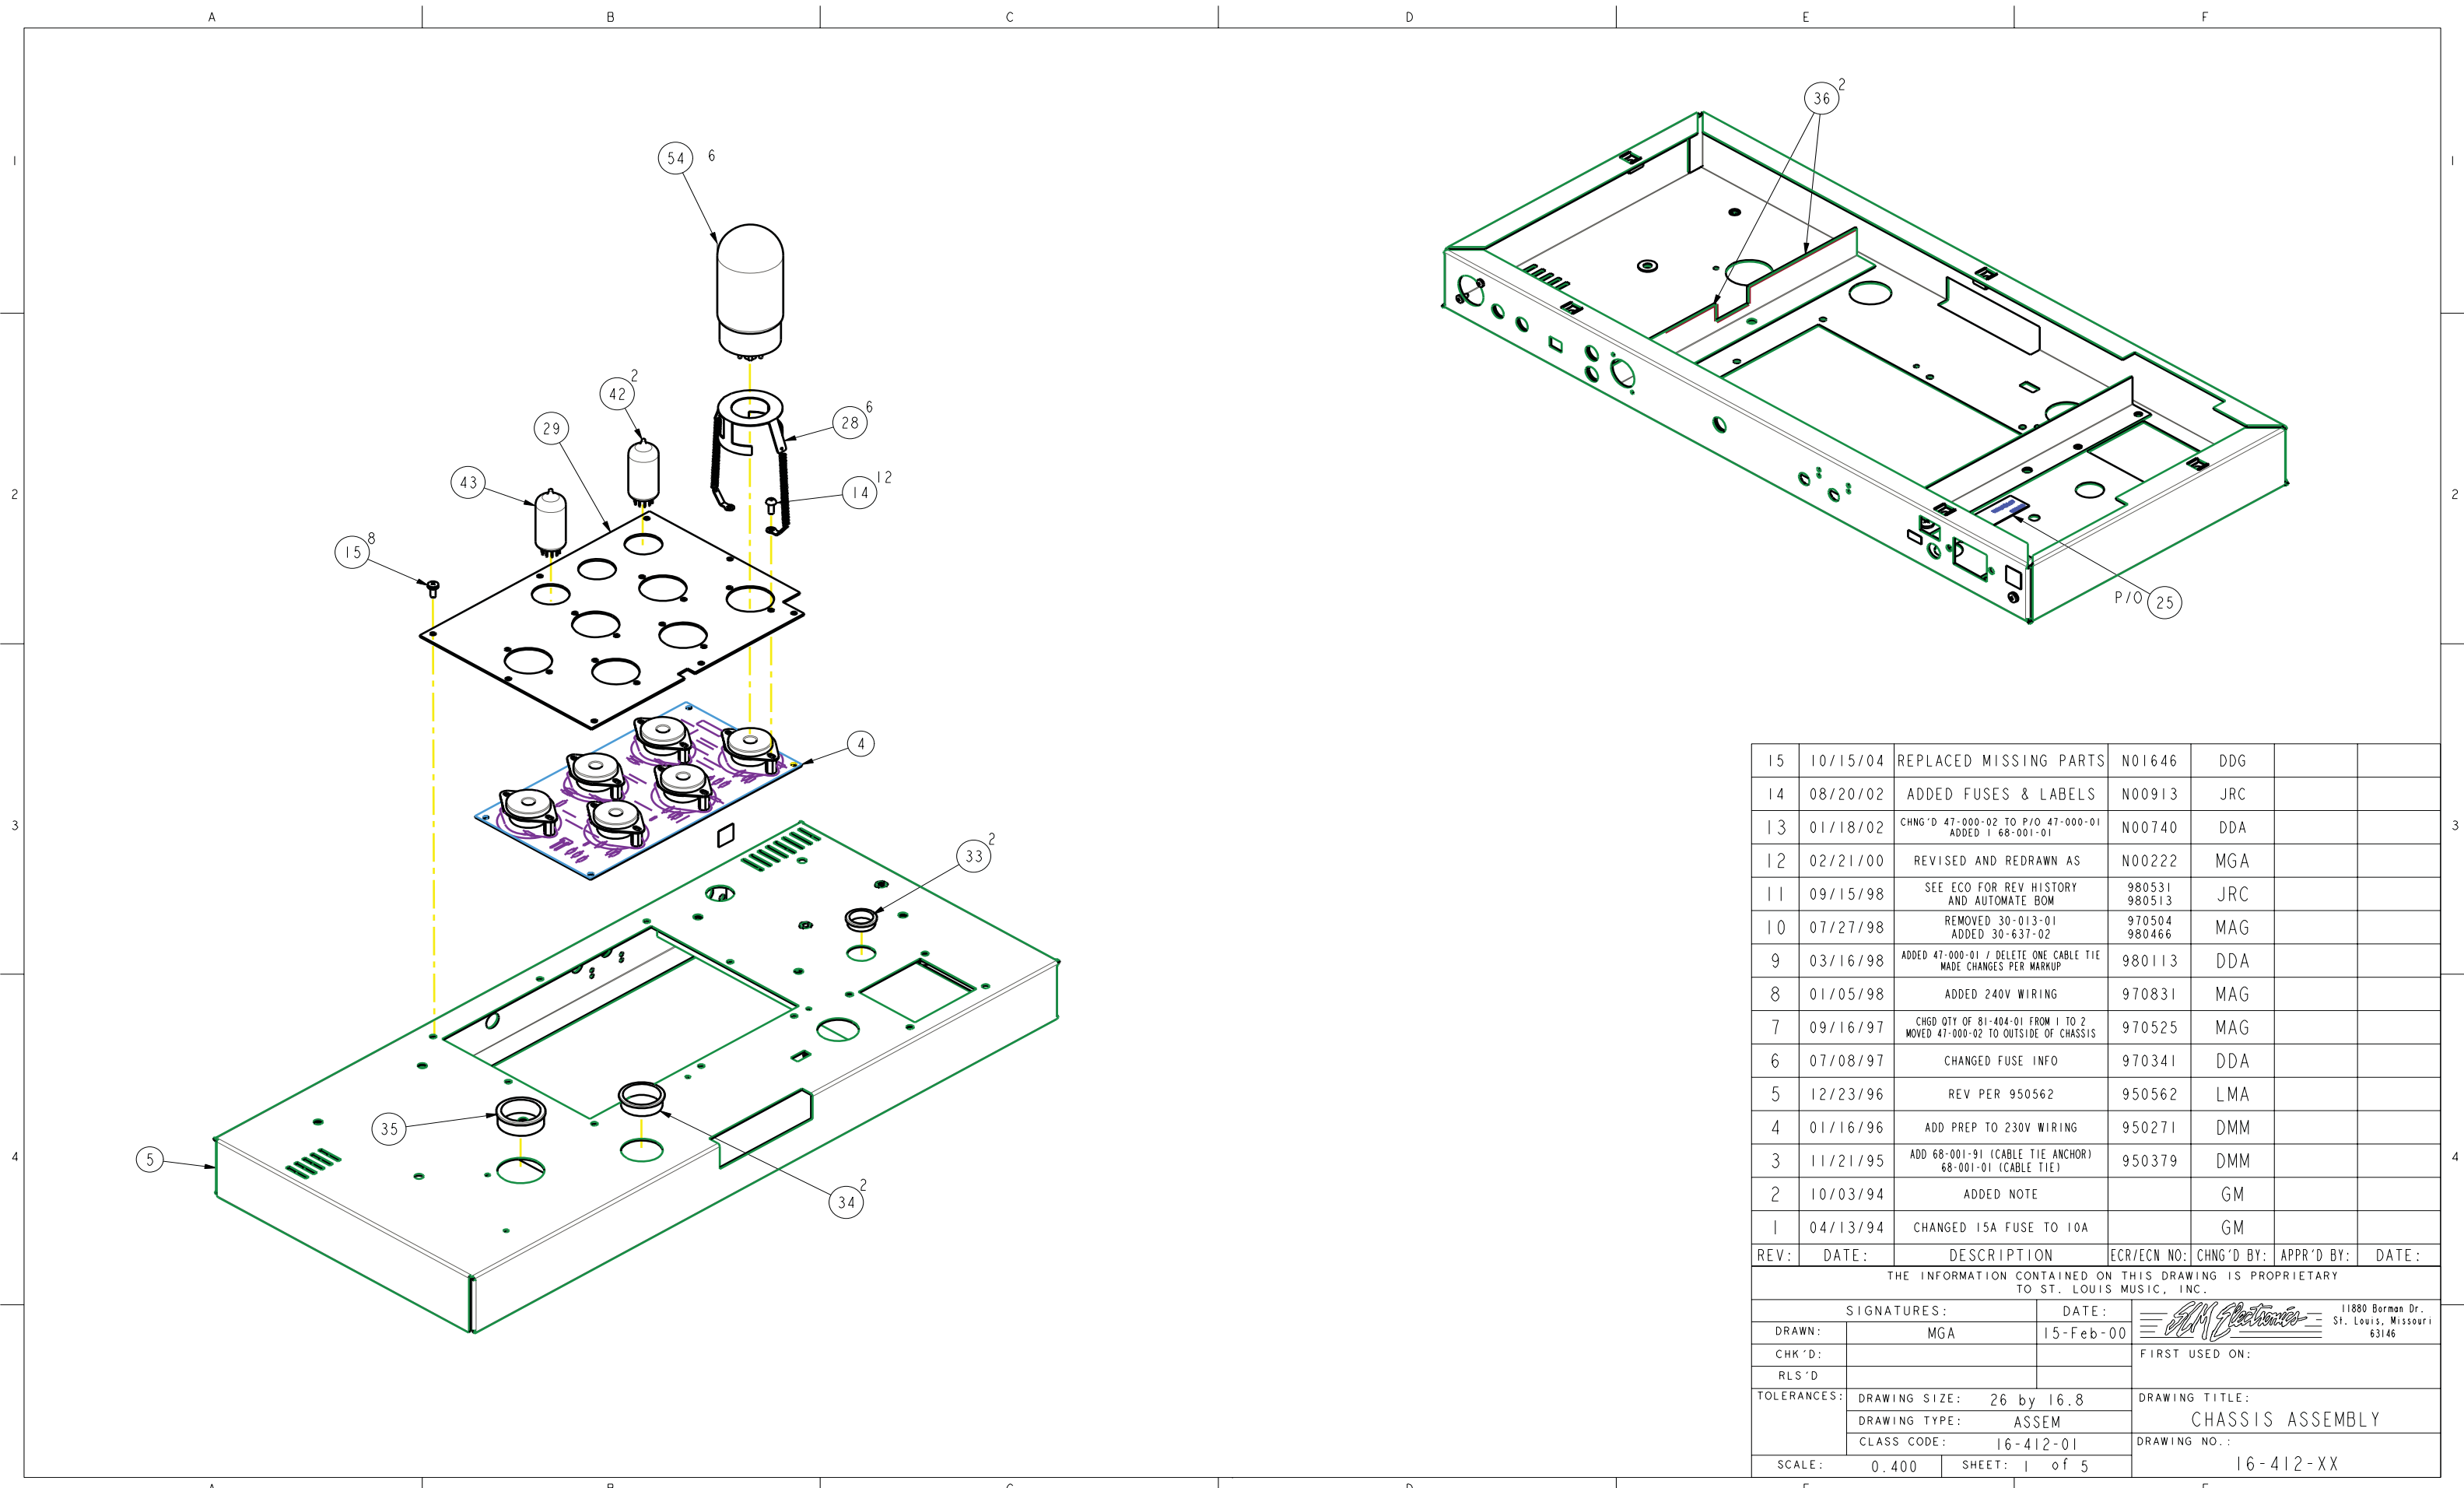 A B C D E F
1 1
2 2
3 3
4 4
54 6
42 2
29
28 6
43
14 12
15 8
4
33 2
35
34 2
5
36 2
P/O 25
15 10/15/04 REPLACED MISSING PARTS N01646 DDG
14 08/20/02 ADDED FUSES & LABELS N00913 JRC
13 01/18/02 CHNG'D 47-000-02 TO P/O 47-000-01
ADDED 1 68-001-01 N00740 DDA
12 02/21/00 REVISED AND REDRAWN AS N00222 MGA
11 09/15/98 SEE ECO FOR REV HISTORY
AND AUTOMATE BOM 980531
980513 JRC
10 07/27/98 REMOVED 30-013-01
ADDED 30-637-02 970504
980466 MAG
9 03/16/98 ADDED 47-000-01 / DELETE ONE CABLE TIE
MADE CHANGES PER MARKUP 980113 DDA
8 01/05/98 ADDED 240V WIRING 970831 MAG
7 09/16/97 CHGD QTY OF 81-404-01 FROM 1 TO 2
MOVED 47-000-02 TO OUTSIDE OF CHASSIS 970525 MAG
6 07/08/97 CHANGED FUSE INFO 970341 DDA
5 12/23/96 REV PER 950562 950562 LMA
4 01/16/96 ADD PREP TO 230V WIRING 950271 DMM
3 11/21/95 ADD 68-001-91 (CABLE TIE ANCHOR)
68-001-01 (CABLE TIE) 950379 DMM
2 10/03/94 ADDED NOTE GM
1 04/13/94 CHANGED 15A FUSE TO 10A GM
REV: DATE: DESCRIPTION ECR/ECN NO: CHNG'D BY: APPR'D BY: DATE:
THE INFORMATION CONTAINED ON THIS DRAWING IS PROPRIETARY
TO ST. LOUIS MUSIC, INC.
SIGNATURES: DATE:
DRAWN: MGA 15-Feb-00
CHK'D:
RLS'D
SLM Electronics
11880 Borman Dr.
St. Louis, Missouri
63146
FIRST USED ON:
TOLERANCES: DRAWING SIZE: 26 by 16.8
DRAWING TYPE: ASSEM
CLASS CODE: 16-412-01
SCALE: 0.400 SHEET: 1 of 5
DRAWING TITLE:
CHASSIS ASSEMBLY
DRAWING NO.:
16-412-XX